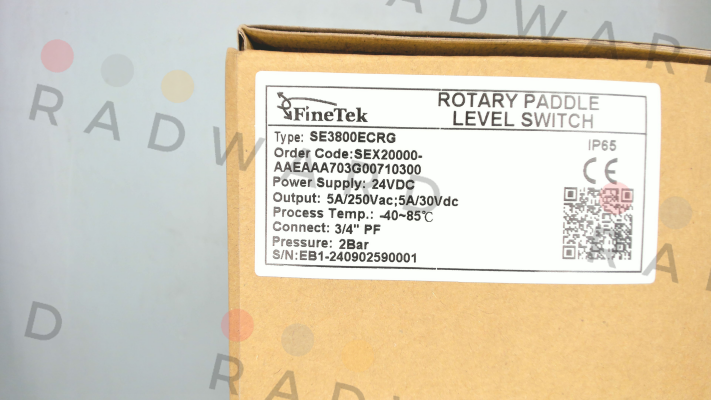 RADWARD
FineTek
ROTARY PADDLE
LEVEL SWITCH
Type: SE3800ECRG
IP65
Order Code:SEX20000-
AAEAAA703G00710300
CE
Power Supply: 24VDC
Output: 5A/250Vac;5A/30Vdc
Process Temp.: -40~85℃
Connect: 3/4" PF
Pressure: 2Bar
S/N:EB1-240902590001